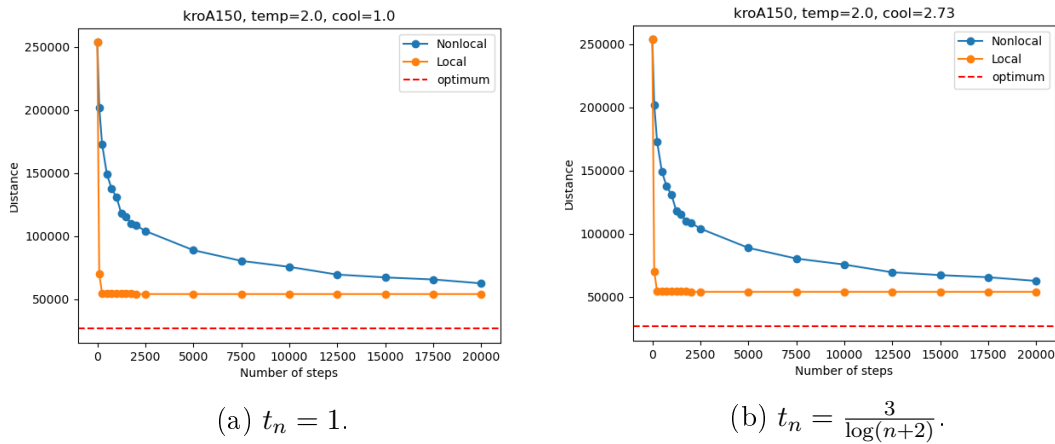 kroA150, temp=2.0, cool=1.0
250000
200000
150000
100000
50000
Distance
0
2500
5000
7500
10000
12500
15000
17500
20000
Number of steps
Nonlocal
Local
optimum
(a) tₙ = 1.
kroA150, temp=2.0, cool=2.73
250000
200000
150000
100000
50000
Distance
0
2500
5000
7500
10000
12500
15000
17500
20000
Number of steps
Nonlocal
Local
optimum
(b) tₙ = 3/log(n+2).